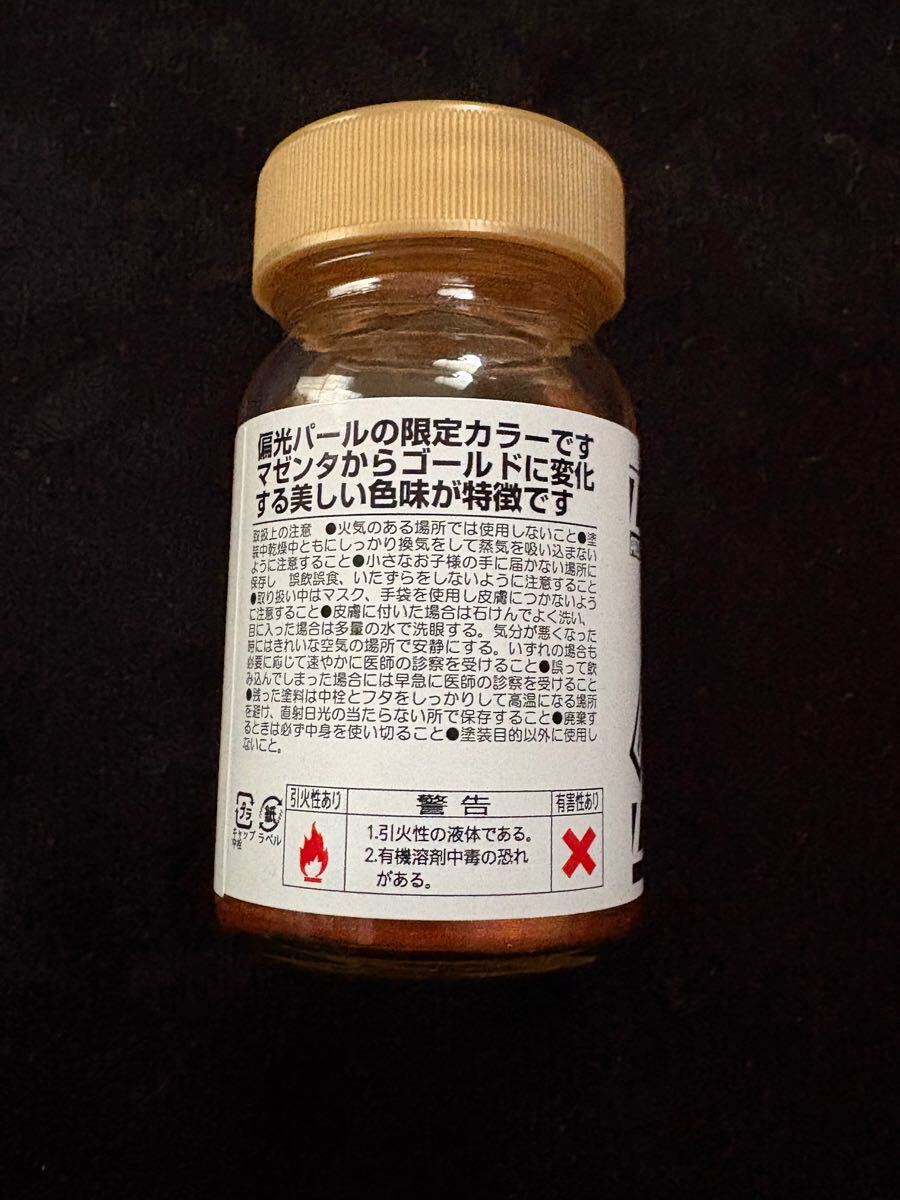 偏光パールの限定カラーです
マゼンタからゴールドに変化
する美しい色味が特徴です
取扱上の注意 ●火気のある場所では使用しないこと●塗
装中乾燥中ともにしっかり換気をして蒸気を吸い込まない
ように注意すること●小さなお子様の手に届かない場所に
保存し 誤飲誤食、いたずらをしないように注意すること
●取り扱い中はマスク、手袋を使用し皮膚につかないよう
に注意すること●皮膚に付いた場合は石けんでよく洗い、
目に入った場合は多量の水で洗眼する。気分が悪くなった
時にはきれいな空気の場所で安静にする。いずれの場合も
必要に応じて速やかに医師の診察を受けること●誤って飲
み込んでしまった場合には早急に医師の診察を受けること
●残った塗料は中栓とフタをしっかりして高温になる場所
を避け、直射日光の当たらない所で保存すること●廃棄す
るときは必ず中身を使い切ること●塗装目的以外に使用し
ないこと。
プラ
キャップ
中栓
紙
ラベル
引火性あり
警告
有害性あり
1.引火性の液体である。
2.有機溶剤中毒の恐れ
がある。